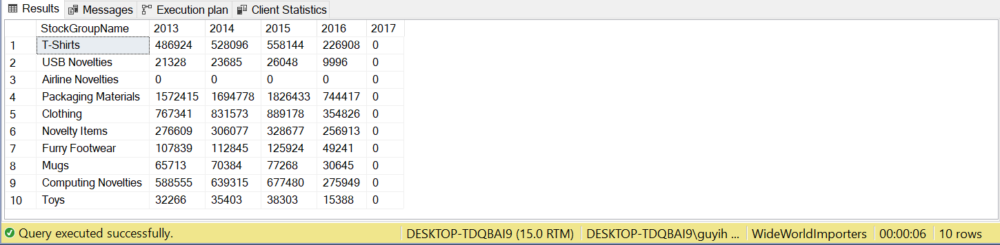 Results Messages Execution plan Client Statistics
StockGroupName 2013 2014 2015 2016 2017
1 T-Shirts 486924 528096 558144 226908 0
2 USB Novelties 21328 23685 26048 9996 0
3 Airline Novelties 0 0 0 0 0
4 Packaging Materials 1572415 1694778 1826433 744417 0
5 Clothing 767341 831573 889178 354826 0
6 Novelty Items 276609 306077 328677 256913 0
7 Furry Footwear 107839 112845 125924 49241 0
8 Mugs 65713 70384 77268 30645 0
9 Computing Novelties 588555 639315 677480 275949 0
10 Toys 32266 35403 38303 15388 0
Query executed successfully. DESKTOP-TDQBAI9 (15.0 RTM) DESKTOP-TDQBAI9\guyih ... WideWorldImporters 00:00:06 10 rows